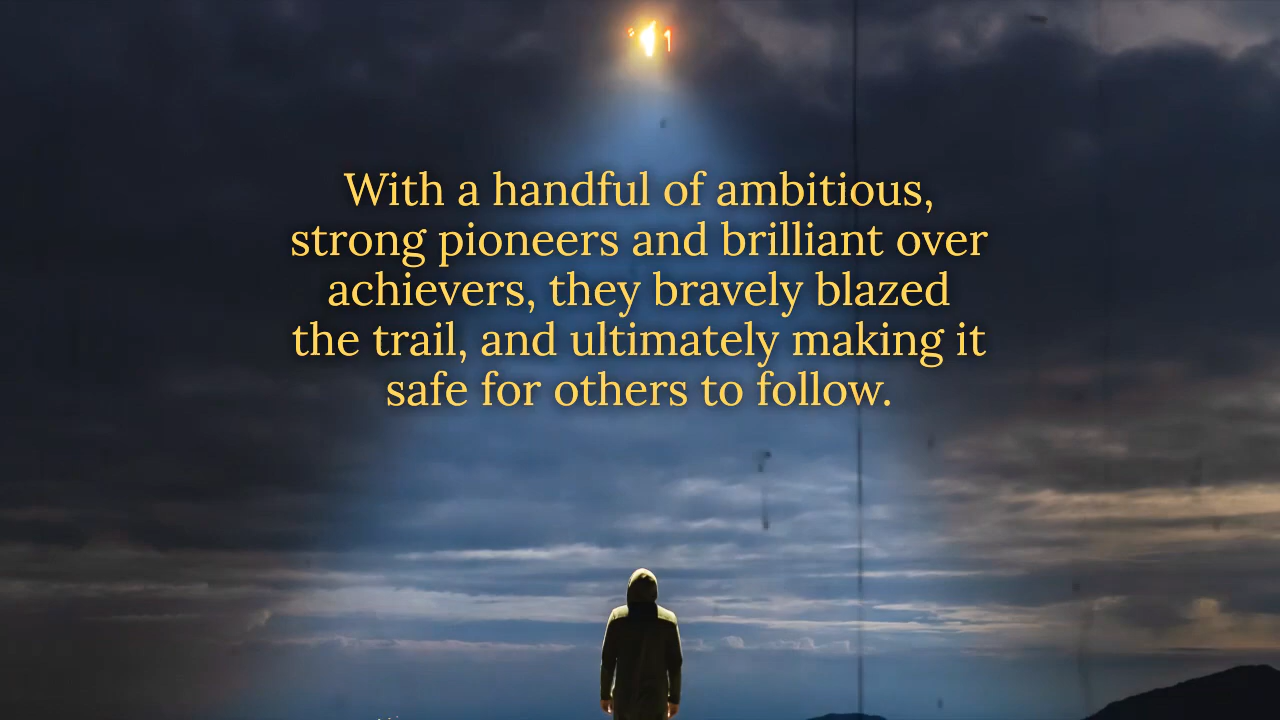 With a handful of ambitious,
strong pioneers and brilliant over
achievers, they bravely blazed
the trail, and ultimately making it
safe for others to follow.